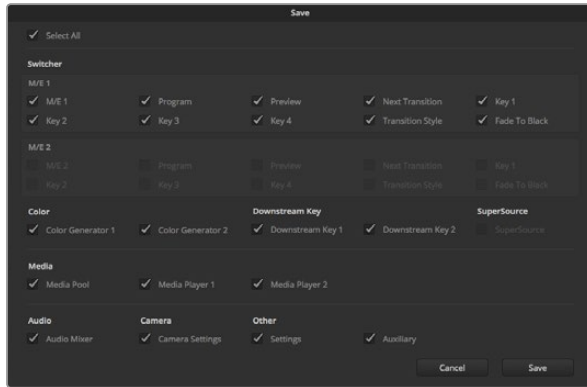 Save
Select All
Switcher
M/E 1
M/E 1 Program Preview Next Transition Key 1
Key 2 Key 3 Key 4 Transition Style Fade To Black
M/E 2
M/E 2 Program Preview Next Transition Key 1
Key 2 Key 3 Key 4 Transition Style Fade To Black
Color Downstream Key SuperSource
Color Generator 1 Color Generator 2 Downstream Key 1 Downstream Key 2 SuperSource
Media
Media Pool Media Player 1 Media Player 2
Audio Camera Other
Audio Mixer Camera Settings Settings Auxiliary
Cancel Save